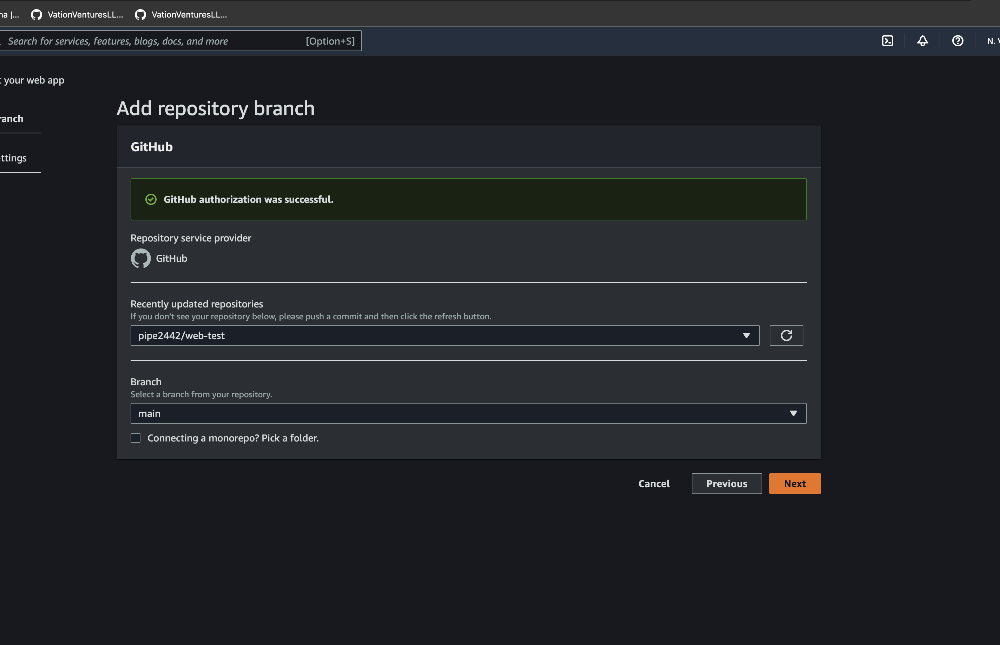 na |...
VationVenturesLL...
VationVenturesLL...
Search for services, features, blogs, docs, and more
[Option+S]
N. V
t your web app
Add repository branch
ranch
GitHub
ettings
GitHub authorization was successful.
Repository service provider
GitHub
Recently updated repositories
If you don’t see your repository below, please push a commit and then click the refresh button.
pipe2442/web-test
Branch
Select a branch from your repository.
main
Connecting a monorepo? Pick a folder.
Cancel
Previous
Next